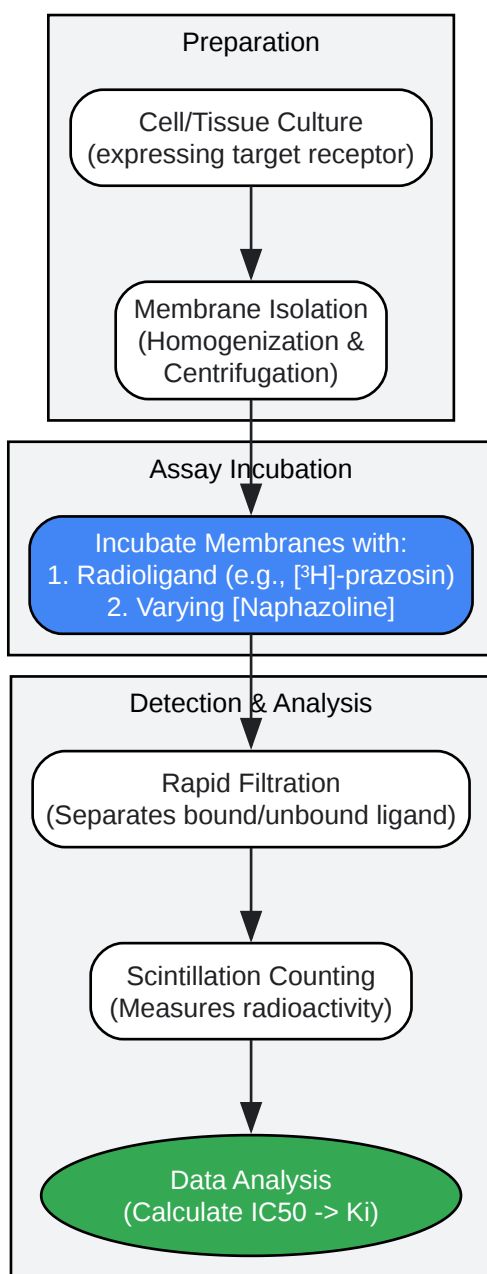 Preparation
Cell/Tissue Culture
(expressing target receptor)
Membrane Isolation
(Homogenization &
Centrifugation)
Assay Incubation
Incubate Membranes with:
1. Radioligand (e.g., [³H]-prazosin)
2. Varying [Naphazoline]
Detection & Analysis
Rapid Filtration
(Separates bound/unbound ligand)
Scintillation Counting
(Measures radioactivity)
Data Analysis
(Calculate IC50 -> Ki)